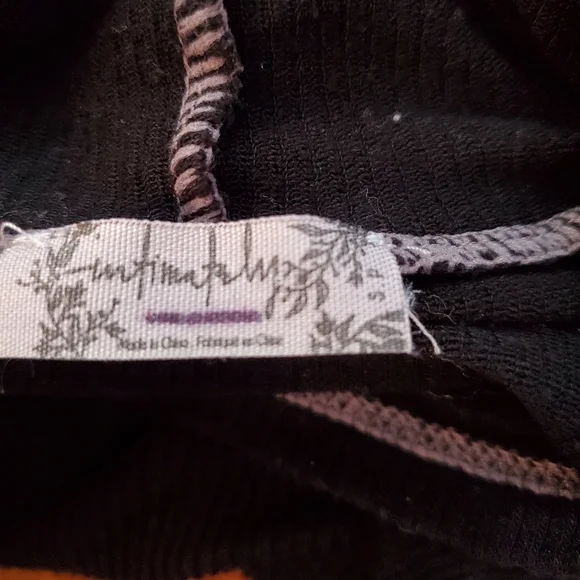 intimately
S P
Made in China . Fabriqué en Chine